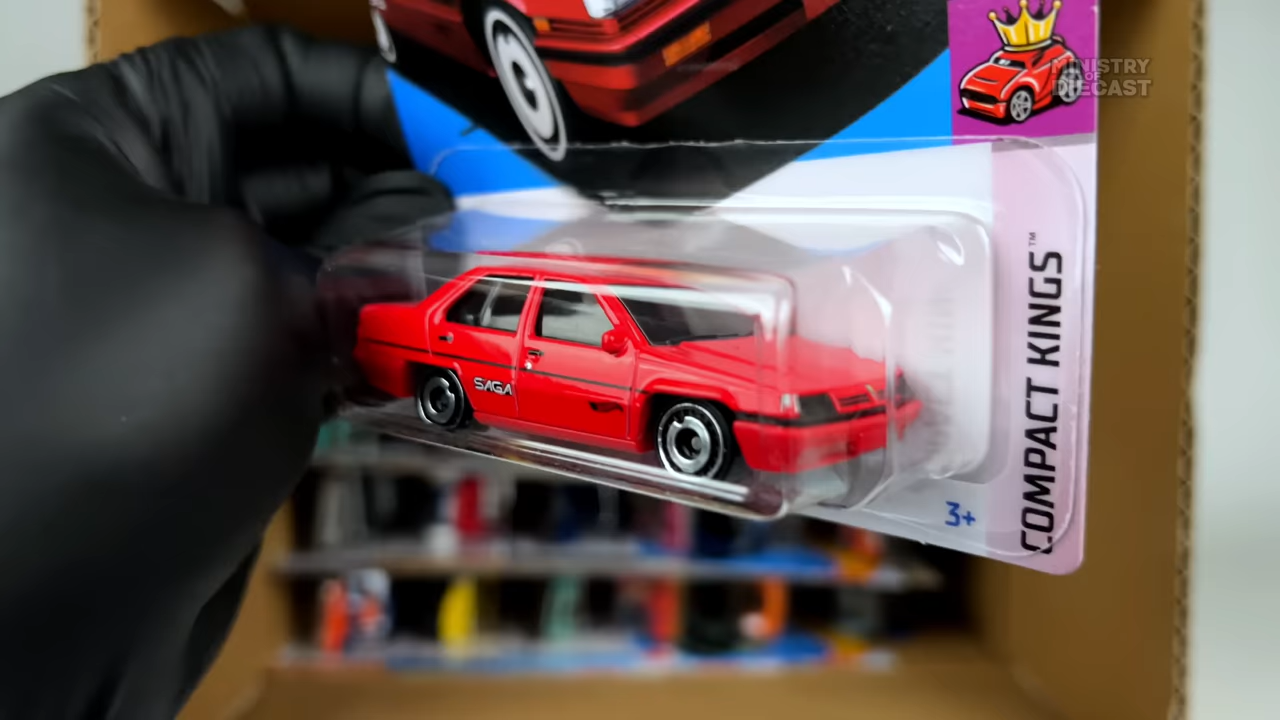 MINISTRY
OF
DIECAST
SAGA
COMPACT KINGS™
3+